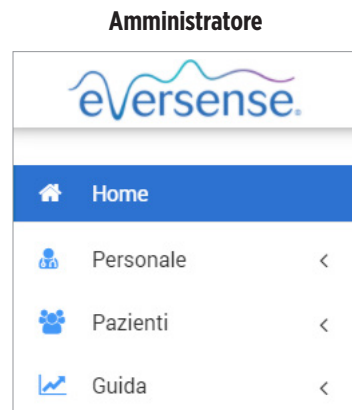 Amministratore
eversense.
Home
Personale
Pazienti
Guida